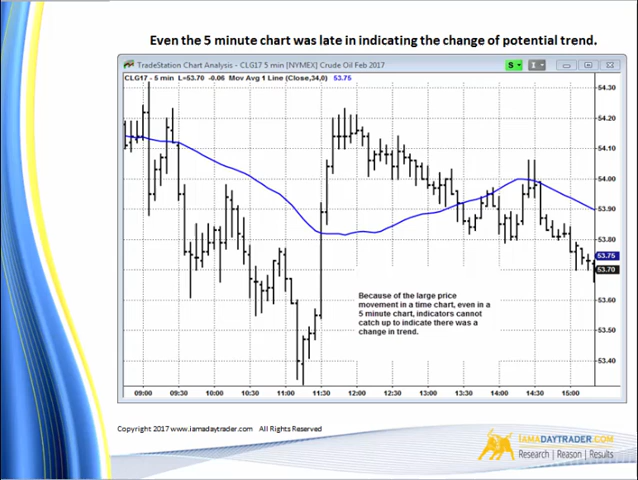 Even the 5 minute chart was late in indicating the change of potential trend.
TradeStation Chart Analysis - CLG17 5 min [NYMEX] Crude Oil Feb 2017
S
I
CLG17 - 5 min L=53.70 -0.06 Mov Avg 1 Line (Close,34,0) 53.75
54.30
54.20
54.10
54.00
53.90
53.80
53.75
53.70
53.60
53.50
53.40
Because of the large price
movement in a time chart, even in a
5 minute chart, indicators cannot
catch up to indicate there was a
change in trend.
09:00 09:30 10:00 10:30 11:00 11:30 12:00 12:30 13:00 13:30 14:00 14:30 15:00
Copyright 2017 www.iamadaytrader.com All Rights Reserved
IAMADAYTRADER.COM
Research | Reason | Results